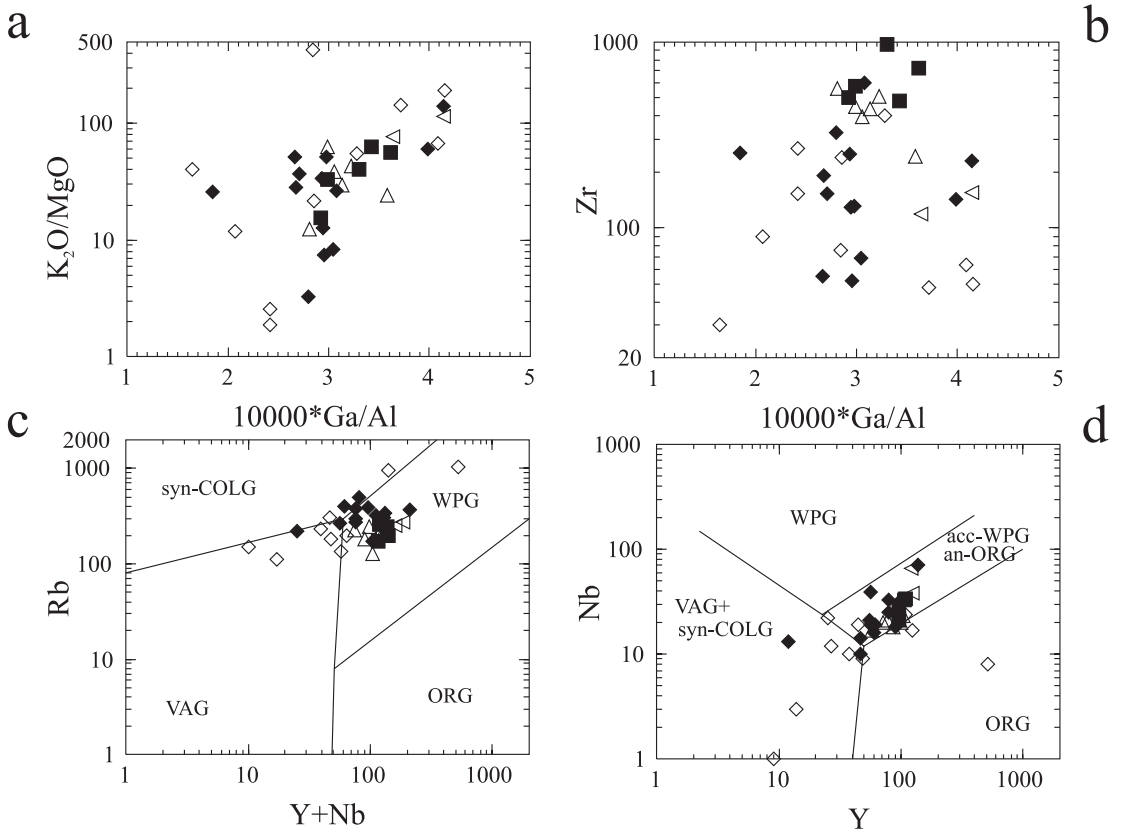 a
500
100
10
1
K₂O/MgO
1 2 3 4 5
10000*Ga/Al
b
1000
100
20
Zr
1 2 3 4 5
10000*Ga/Al
c
2000
1000
100
10
1
Rb
syn-COLG
WPG
VAG
ORG
1 10 100 1000
Y+Nb
d
1000
100
10
1
Nb
WPG
acc-WPG
an-ORG
VAG+
syn-COLG
ORG
1 10 100 1000
Y